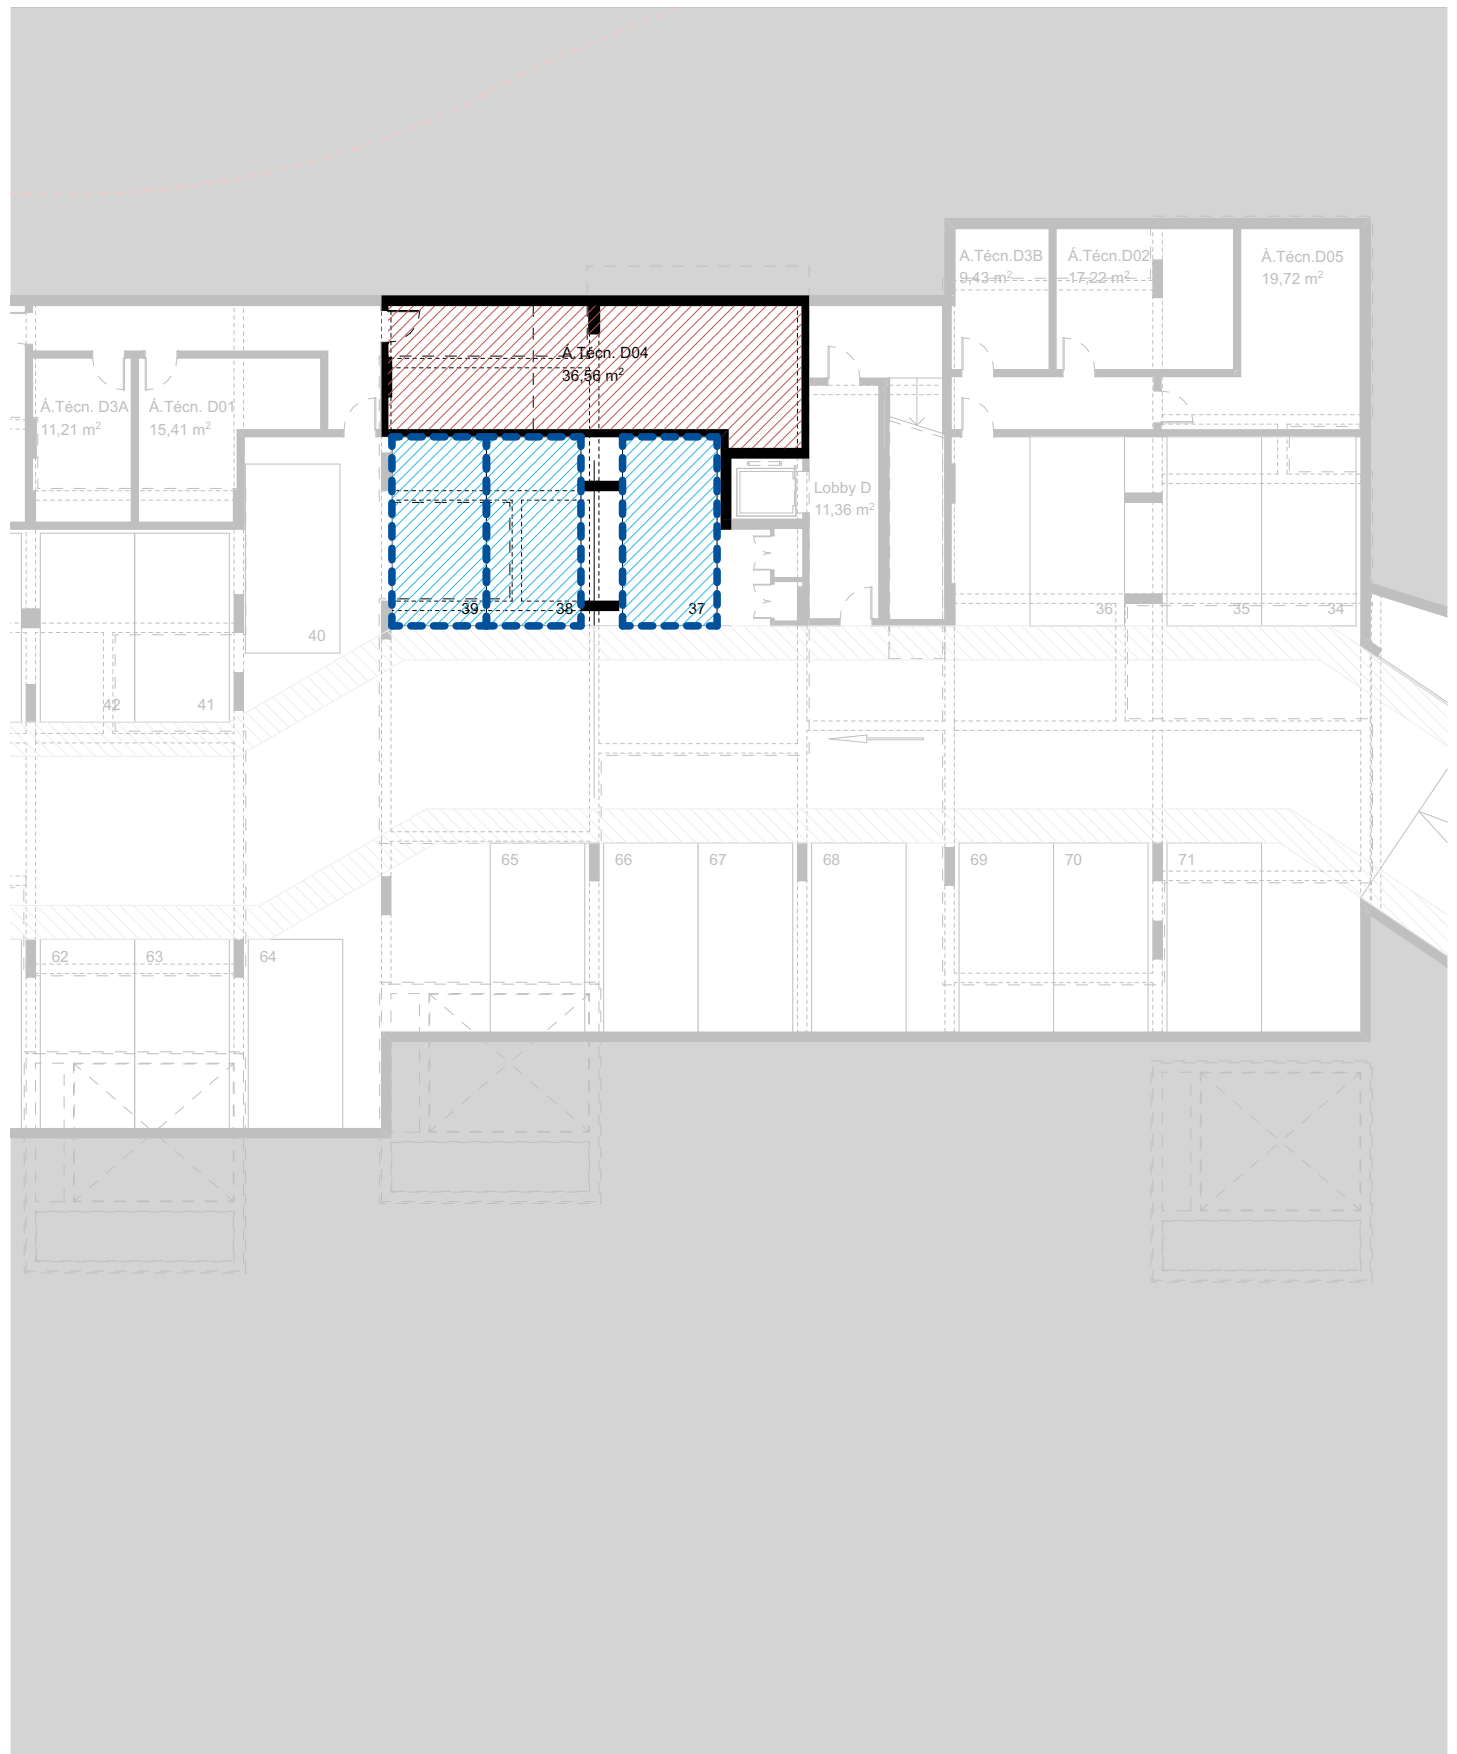 A.Técn.D3B
9,43 m²
Á.Técn.D02
17,22 m²
À.Técn.D05
19,72 m²
Á.Técn. D04
36,56 m²
Á.Técn. D3A
11,21 m²
Á.Técn. D01
15,41 m²
Lobby D
11,36 m²
39
38
37
36
35
34
40
42
41
65
66
67
68
69
70
71
62
63
64